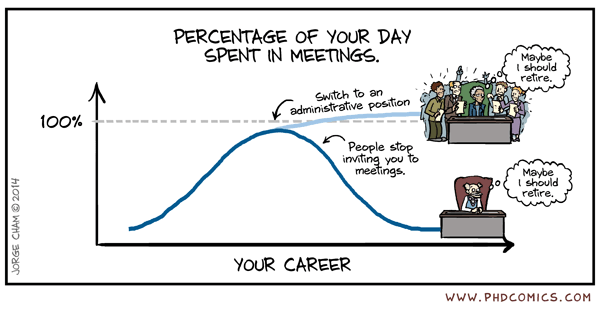 PERCENTAGE OF YOUR DAY
SPENT IN MEETINGS.
Maybe
I should
retire.
Switch to an
administrative position
100%
People stop
inviting you to
meetings.
Maybe
I should
retire.
YOUR CAREER
JORGE CHAM © 2014
WWW.PHDCOMICS.COM